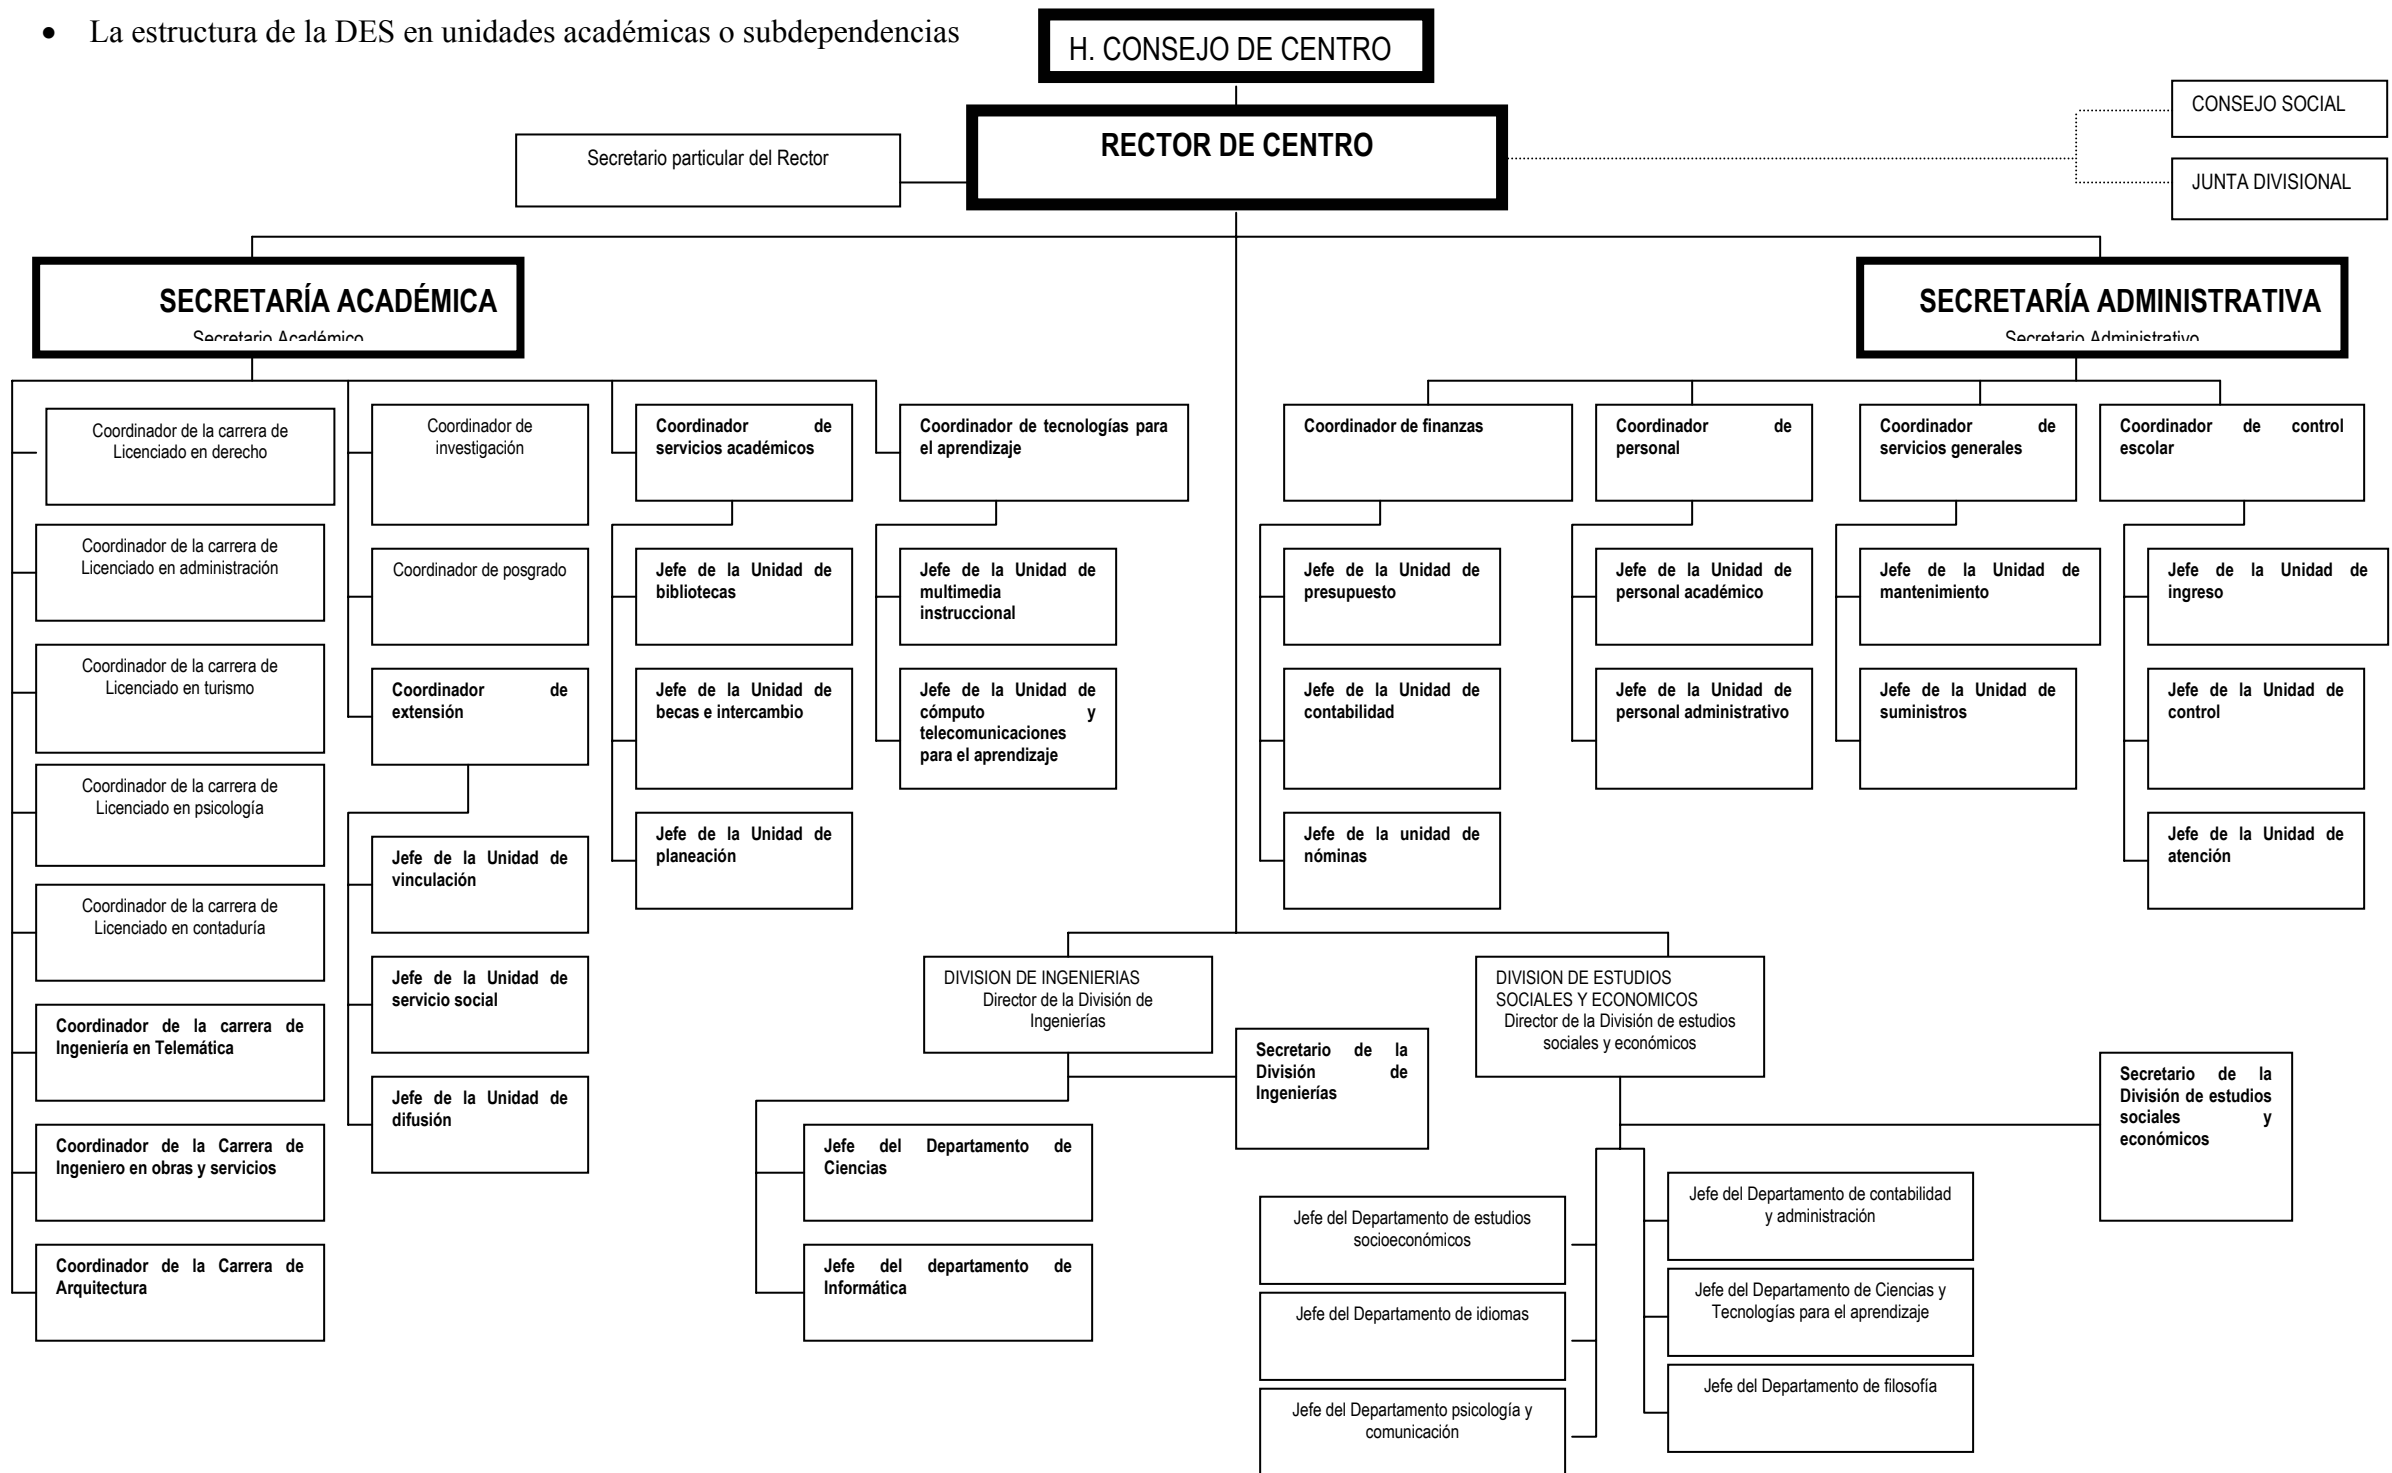 • La estructura de la DES en unidades académicas o subdependencias
H. CONSEJO DE CENTRO
RECTOR DE CENTRO
Secretario particular del Rector
CONSEJO SOCIAL
JUNTA DIVISIONAL
SECRETARÍA ACADÉMICA
Secretario Académico
SECRETARÍA ADMINISTRATIVA
Secretario Administrativo
Coordinador de la carrera de
Licenciado en derecho
Coordinador de la carrera de
Licenciado en administración
Coordinador de la carrera de
Licenciado en turismo
Coordinador de la carrera de
Licenciado en psicología
Coordinador de la carrera de
Licenciado en contaduría
Coordinador de la carrera de
Ingeniería en Telemática
Coordinador de la Carrera de
Ingeniero en obras y servicios
Coordinador de la Carrera de
Arquitectura
Coordinador de
investigación
Coordinador de posgrado
Coordinador de
extensión
Jefe de la Unidad de
vinculación
Jefe de la Unidad de
servicio social
Jefe de la Unidad de
difusión
Coordinador de
servicios académicos
Jefe de la Unidad de
bibliotecas
Jefe de la Unidad de
becas e intercambio
Jefe de la Unidad de
planeación
Coordinador de tecnologías para
el aprendizaje
Jefe de la Unidad de
multimedia
instruccional
Jefe de la Unidad de
cómputo y
telecomunicaciones
para el aprendizaje
Coordinador de finanzas
Jefe de la Unidad de
presupuesto
Jefe de la Unidad de
contabilidad
Jefe de la unidad de
nóminas
Coordinador de
personal
Jefe de la Unidad de
personal académico
Jefe de la Unidad de
personal administrativo
Coordinador de
servicios generales
Jefe de la Unidad de
mantenimiento
Jefe de la Unidad de
suministros
Coordinador de control
escolar
Jefe de la Unidad de
ingreso
Jefe de la Unidad de
control
Jefe de la Unidad de
atención
DIVISION DE INGENIERIAS
Director de la División de
Ingenierías
Secretario de la
División de
Ingenierías
Jefe del Departamento de
Ciencias
Jefe del departamento de
Informática
DIVISION DE ESTUDIOS
SOCIALES Y ECONOMICOS
Director de la División de estudios
sociales y económicos
Secretario de la
División de estudios
sociales y
económicos
Jefe del Departamento de estudios
socioeconómicos
Jefe del Departamento de idiomas
Jefe del Departamento psicología y
comunicación
Jefe del Departamento de contabilidad
y administración
Jefe del Departamento de Ciencias y
Tecnologías para el aprendizaje
Jefe del Departamento de filosofía